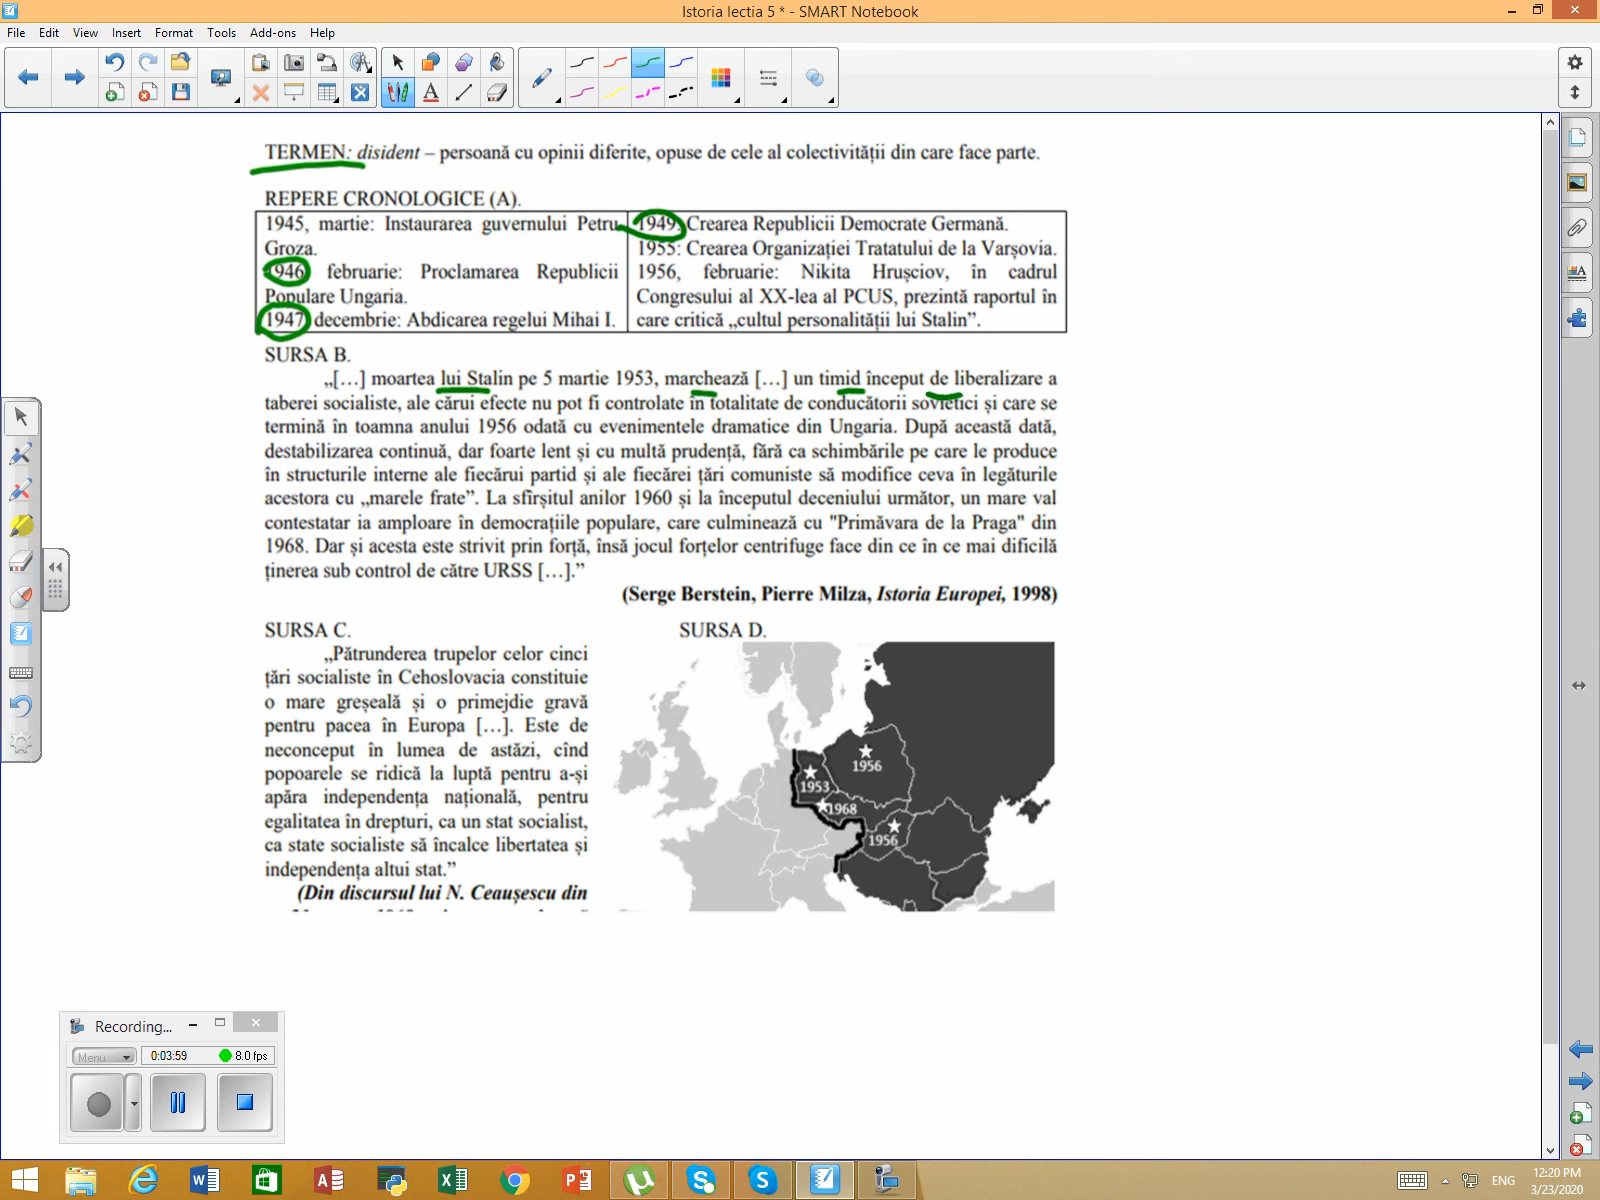 Istoria lectia 5 * - SMART Notebook
File Edit View Insert Format Tools Add-ons Help
TERMEN: disident – persoană cu opinii diferite, opuse de cele al colectivității din care face parte.
REPERE CRONOLOGICE (A).
1945, martie: Instaurarea guvernului Petru
Groza.
1946 februarie: Proclamarea Republicii
Populare Ungaria.
1947 decembrie: Abdicarea regelui Mihai I.
1949: Crearea Republicii Democrate Germană.
1955: Crearea Organizației Tratatului de la Varșovia.
1956, februarie: Nikita Hrușciov, în cadrul
Congresului al XX-lea al PCUS, prezintă raportul în
care critică „cultul personalității lui Stalin”.
SURSA B.
„[…] moartea lui Stalin pe 5 martie 1953, marchează […] un timid început de liberalizare a
taberei socialiste, ale cărui efecte nu pot fi controlate în totalitate de conducătorii sovietici și care se
termină în toamna anului 1956 odată cu evenimentele dramatice din Ungaria. După această dată,
destabilizarea continuă, dar foarte lent și cu multă prudență, fără ca schimbările pe care le produce
în structurile interne ale fiecărui partid și ale fiecărei țări comuniste să modifice ceva în legăturile
acestora cu „marele frate”. La sfîrșitul anilor 1960 și la începutul deceniului următor, un mare val
contestatar ia amploare în democrațiile populare, care culminează cu "Primăvara de la Praga" din
1968. Dar și acesta este strivit prin forță, însă jocul forțelor centrifuge face din ce în ce mai dificilă
ținerea sub control de către URSS […].”
(Serge Berstein, Pierre Milza, Istoria Europei, 1998)
SURSA C.
„Pătrunderea trupelor celor cinci
țări socialiste în Cehoslovacia constituie
o mare greșeală și o primejdie gravă
pentru pacea în Europa […]. Este de
neconceput în lumea de astăzi, cînd
popoarele se ridică la luptă pentru a-și
apăra independența națională, pentru
egalitatea în drepturi, ca un stat socialist,
ca state socialiste să încalce libertatea și
independența altui stat.”
(Din discursul lui N. Ceaușescu din
SURSA D.
1956
1953
1968
1956
Recording...
Menu 0:03:59 8.0 fps
ENG
12:20 PM
3/23/2020